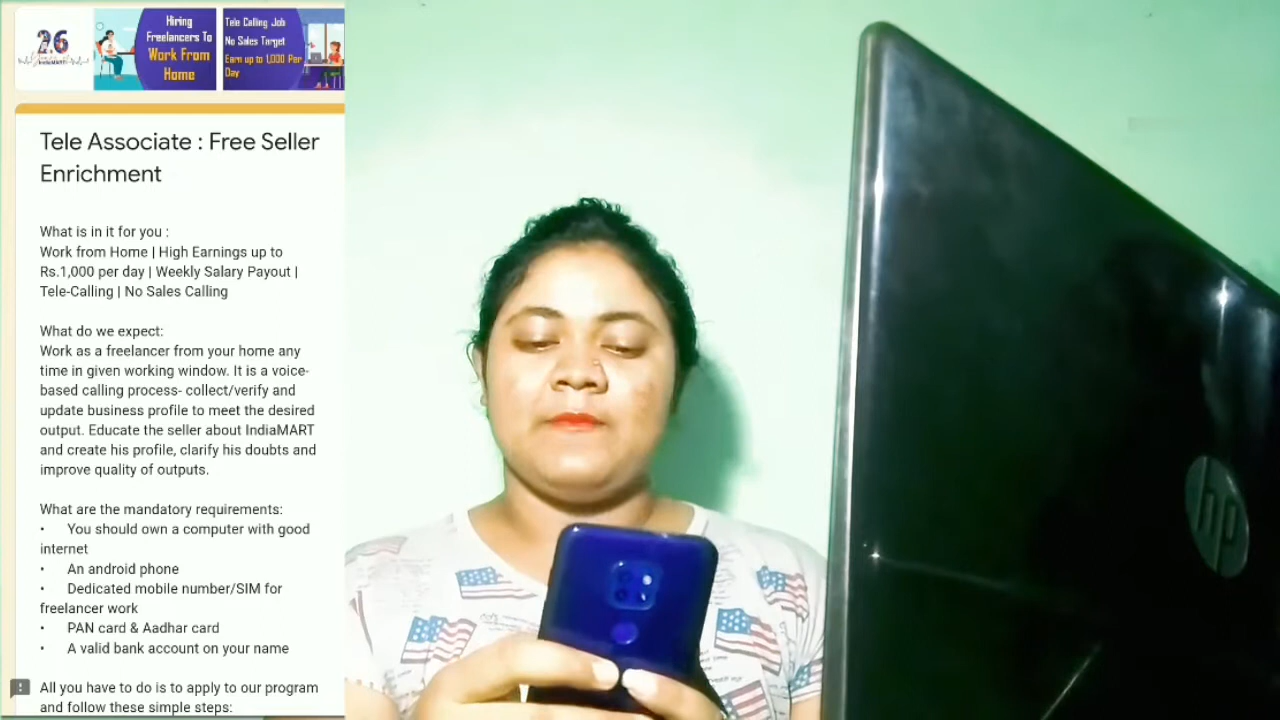 26
IndiaMART
Hiring
Freelancers To
Work From
Home
Tele Calling Job
No Sales Target
Earn up to 1,000 Per
Day
Tele Associate : Free Seller
Enrichment
What is in it for you :
Work from Home | High Earnings up to
Rs.1,000 per day | Weekly Salary Payout |
Tele-Calling | No Sales Calling
What do we expect:
Work as a freelancer from your home any
time in given working window. It is a voice-
based calling process- collect/verify and
update business profile to meet the desired
output. Educate the seller about IndiaMART
and create his profile, clarify his doubts and
improve quality of outputs.
What are the mandatory requirements:
• You should own a computer with good
internet
• An android phone
• Dedicated mobile number/SIM for
freelancer work
• PAN card & Aadhar card
• A valid bank account on your name
All you have to do is to apply to our program
and follow these simple steps:
hp